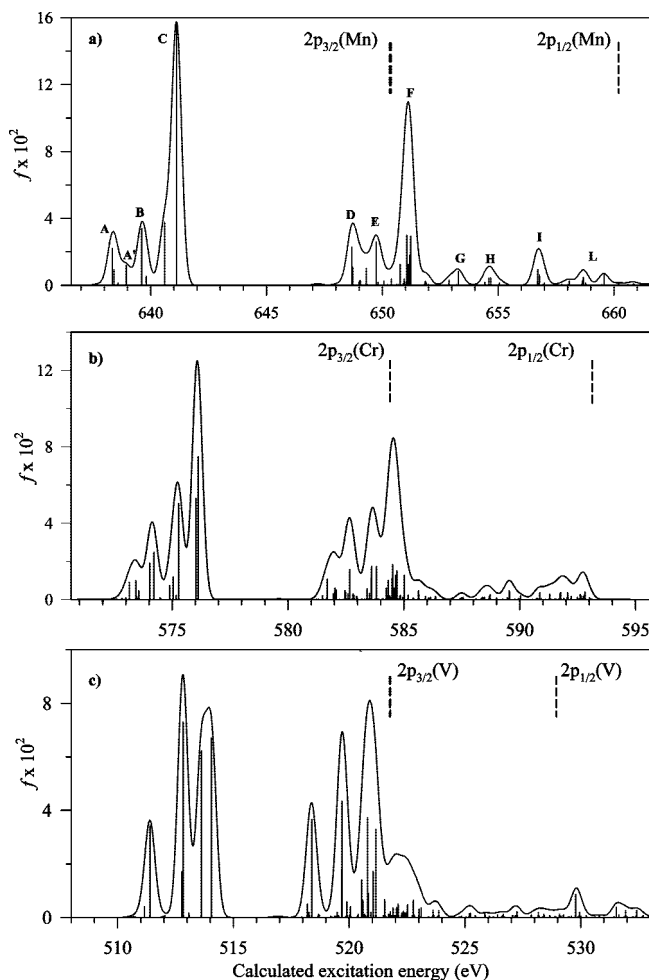 16
a)
C
2p3/2(Mn)
2p1/2(Mn)
F
12
f x 10²
8
A
A'
B
D
E
4
G
H
I
L
0
640
645
650
655
660
b)
2p3/2(Cr)
2p1/2(Cr)
12
f x 10²
8
4
0
575
580
585
590
595
c)
2p3/2(V)
2p1/2(V)
8
f x 10²
4
0
510
515
520
525
530
Calculated excitation energy (eV)